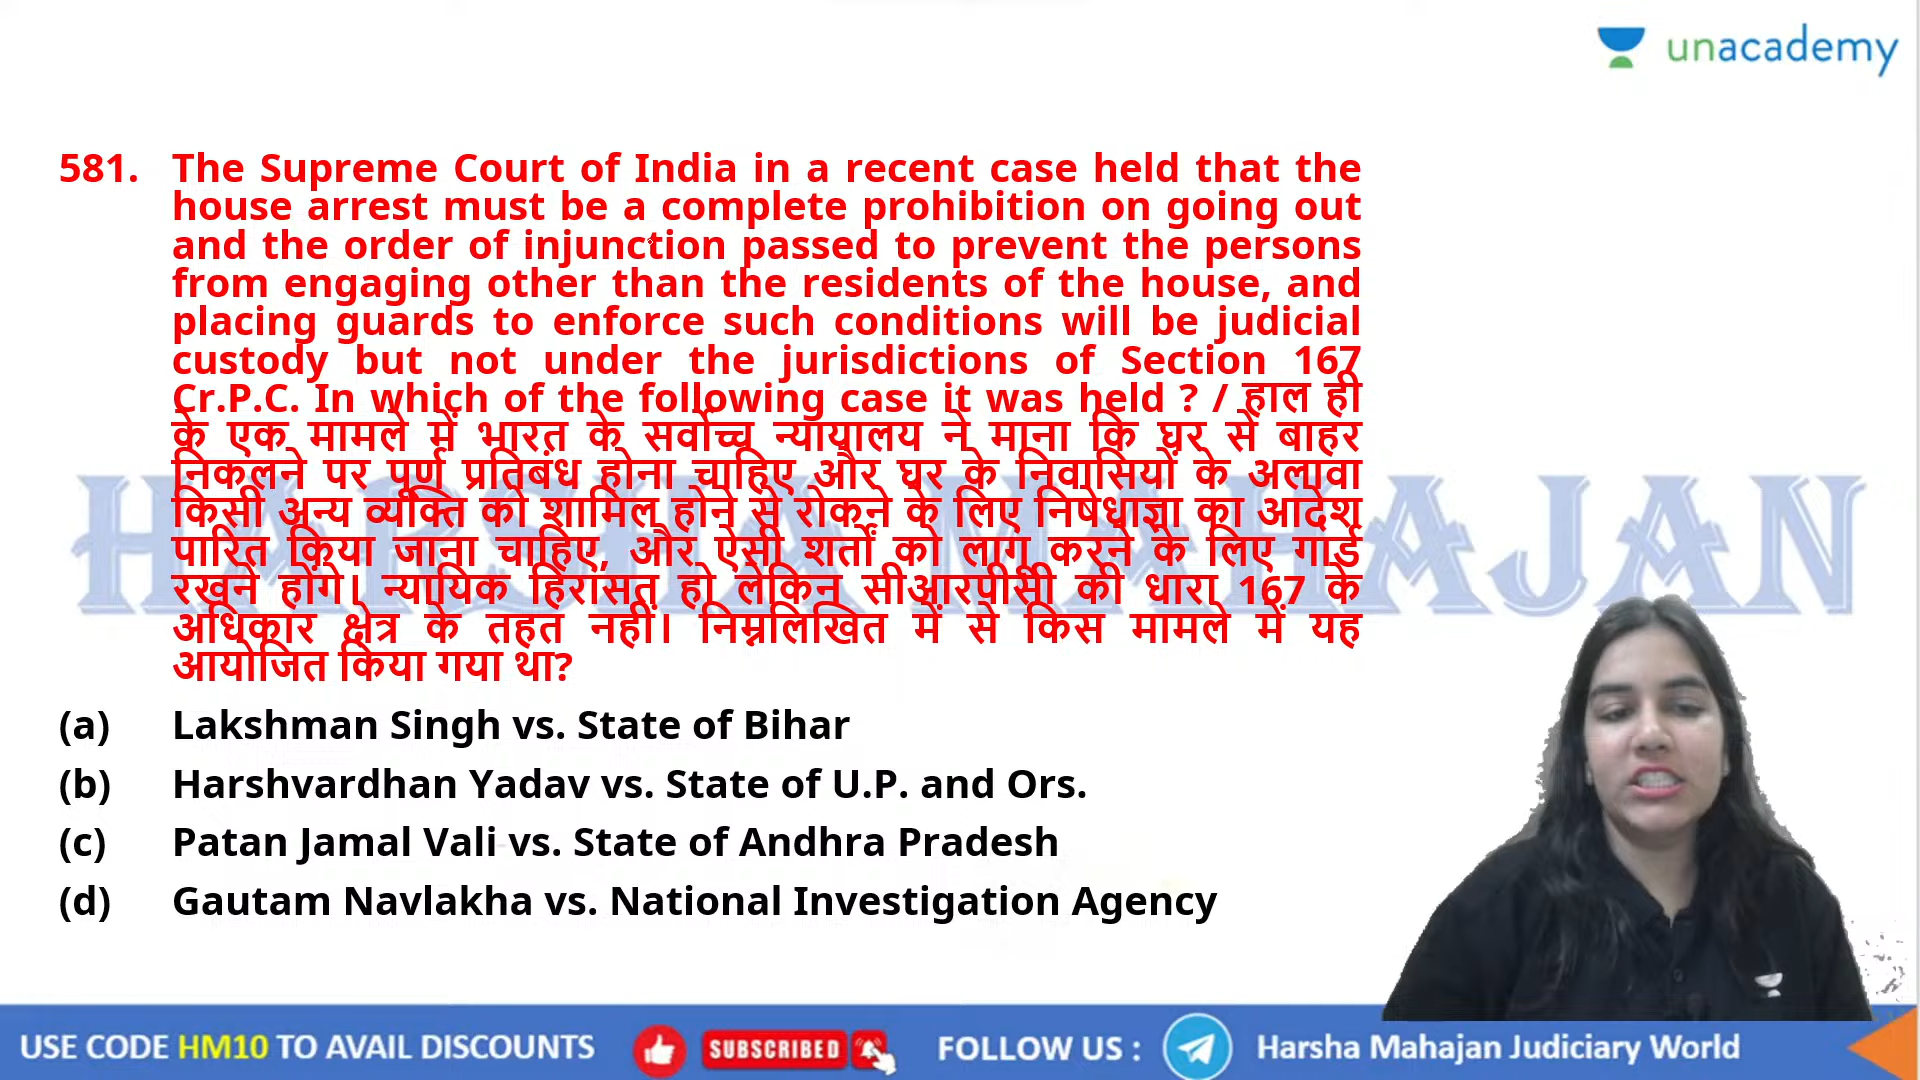 unacademy
581. The Supreme Court of India in a recent case held that the
house arrest must be a complete prohibition on going out
and the order of injunction passed to prevent the persons
from engaging other than the residents of the house, and
placing guards to enforce such conditions will be judicial
custody but not under the jurisdictions of Section 167
Cr.P.C. In which of the following case it was held ? / हाल ही
के एक मामले में भारत के सर्वोच्च न्यायालय ने माना कि घर से बाहर
निकलने पर पूर्ण प्रतिबंध होना चाहिए और घर के निवासियों के अलावा
किसी अन्य व्यक्ति को शामिल होने से रोकने के लिए निषेधाज्ञा का आदेश
पारित किया जाना चाहिए, और ऐसी शर्तों को लागू करने के लिए गार्ड
रखने होंगे। न्यायिक हिरासत हो लेकिन सीआरपीसी की धारा 167 के
अधिकार क्षेत्र के तहत नहीं। निम्नलिखित में से किस मामले में यह
आयोजित किया गया था?
HARSHA MAHAJAN
(a) Lakshman Singh vs. State of Bihar
(b) Harshvardhan Yadav vs. State of U.P. and Ors.
(c) Patan Jamal Vali vs. State of Andhra Pradesh
(d) Gautam Navlakha vs. National Investigation Agency
USE CODE HM10 TO AVAIL DISCOUNTS SUBSCRIBED FOLLOW US : Harsha Mahajan Judiciary World